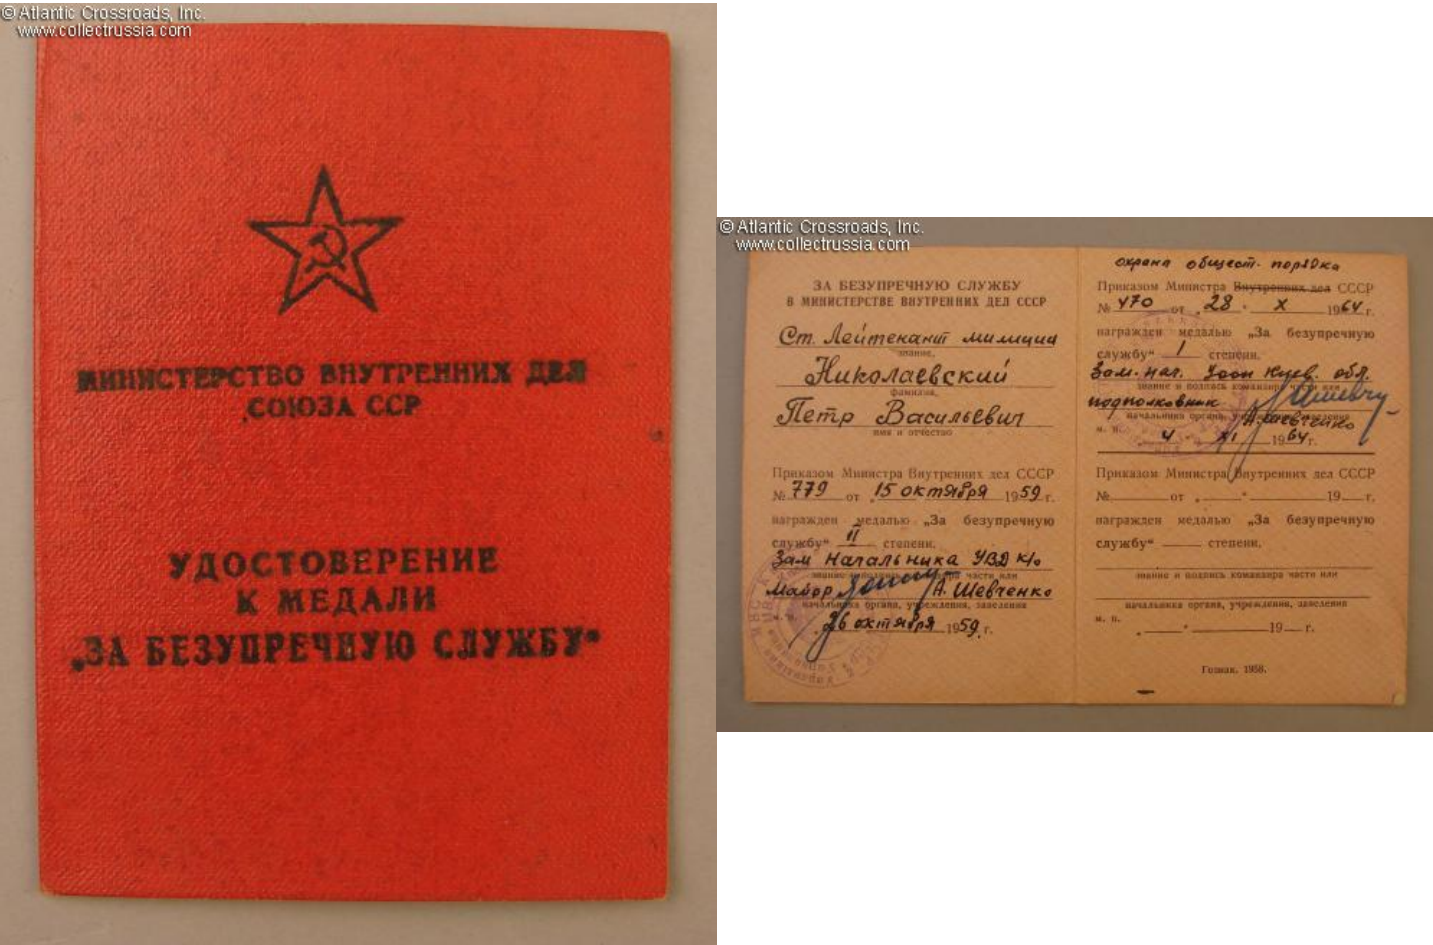 © Atlantic Crossroads, Inc.
www.collectrussia.com
МИНИСТЕРСТВО ВНУТРЕННИХ ДЕЛ
СОЮЗА ССР
УДОСТОВЕРЕНИЕ
К МЕДАЛИ
„ЗА БЕЗУПРЕЧНУЮ СЛУЖБУ“
© Atlantic Crossroads, Inc.
www.collectrussia.com
ЗА БЕЗУПРЕЧНУЮ СЛУЖБУ
В МИНИСТЕРСТВЕ ВНУТРЕННИХ ДЕЛ СССР
Ст. Лейтенант милиции
звание,
Николаевский
фамилия,
Петр Васильевич
имя и отчество
Приказом Министра Внутренних дел СССР
№ 779 от „15 октября 1959 г.
награжден медалью „За безупречную
службу“ II степени.
Зам Начальника УВД К/о
звание и подпись командира части или
Майор А. Шевченко
начальника органа, учреждения, заведения
„26 октября 1959 г.
охрана общест. порядка
Приказом Министра Внутренних дел СССР
№ 470 от „28“ X 1964 г.
награжден медалью „За безупречную
службу“ I степени.
Зам. нач. Уооп Киев. обл.
звание и подпись командира части или
подполковник
начальника органа, учреждения, заведения
А. Шевченко
м. п. 4 XI 1964 г.
Приказом Министра Внутренних дел СССР
№ от „ “ 19 г.
награжден медалью „За безупречную
службу“ степени.
звание и подпись командира части или
начальника органа, учреждения, заведения
м. п.
„ “ 19 г.
Гознак. 1958.